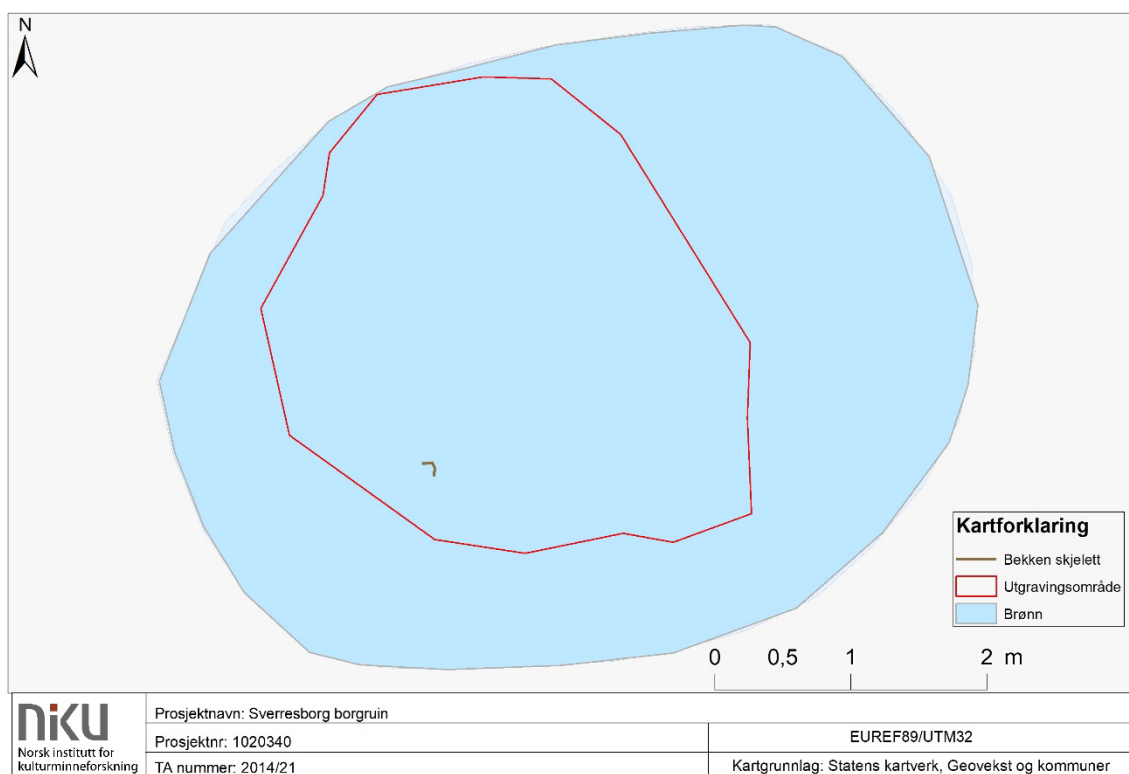 N
Kartforklaring
Bekken skjelett
Utgravingsområde
Brønn
0 0,5 1 2 m
niku
Norsk institutt for
kulturminneforskning
Prosjektnavn: Sverresborg borgruin
Prosjektnr: 1020340
TA nummer: 2014/21
EUREF89/UTM32
Kartgrunnlag: Statens kartverk, Geovekst og kommuner